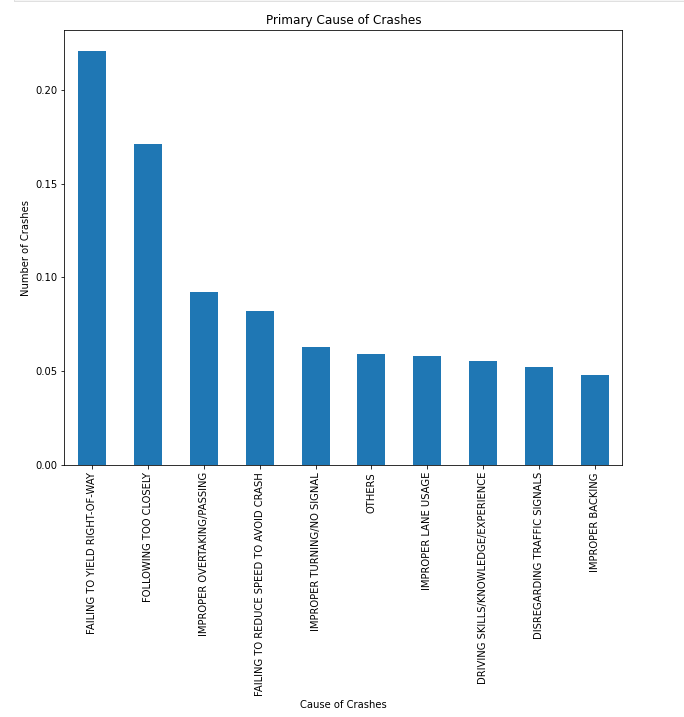 Primary Cause of Crashes
Number of Crashes
0.20
0.15
0.10
0.05
0.00
FAILING TO YIELD RIGHT-OF-WAY
FOLLOWING TOO CLOSELY
IMPROPER OVERTAKING/PASSING
FAILING TO REDUCE SPEED TO AVOID CRASH
IMPROPER TURNING/NO SIGNAL
OTHERS
IMPROPER LANE USAGE
DRIVING SKILLS/KNOWLEDGE/EXPERIENCE
DISREGARDING TRAFFIC SIGNALS
IMPROPER BACKING
Cause of Crashes